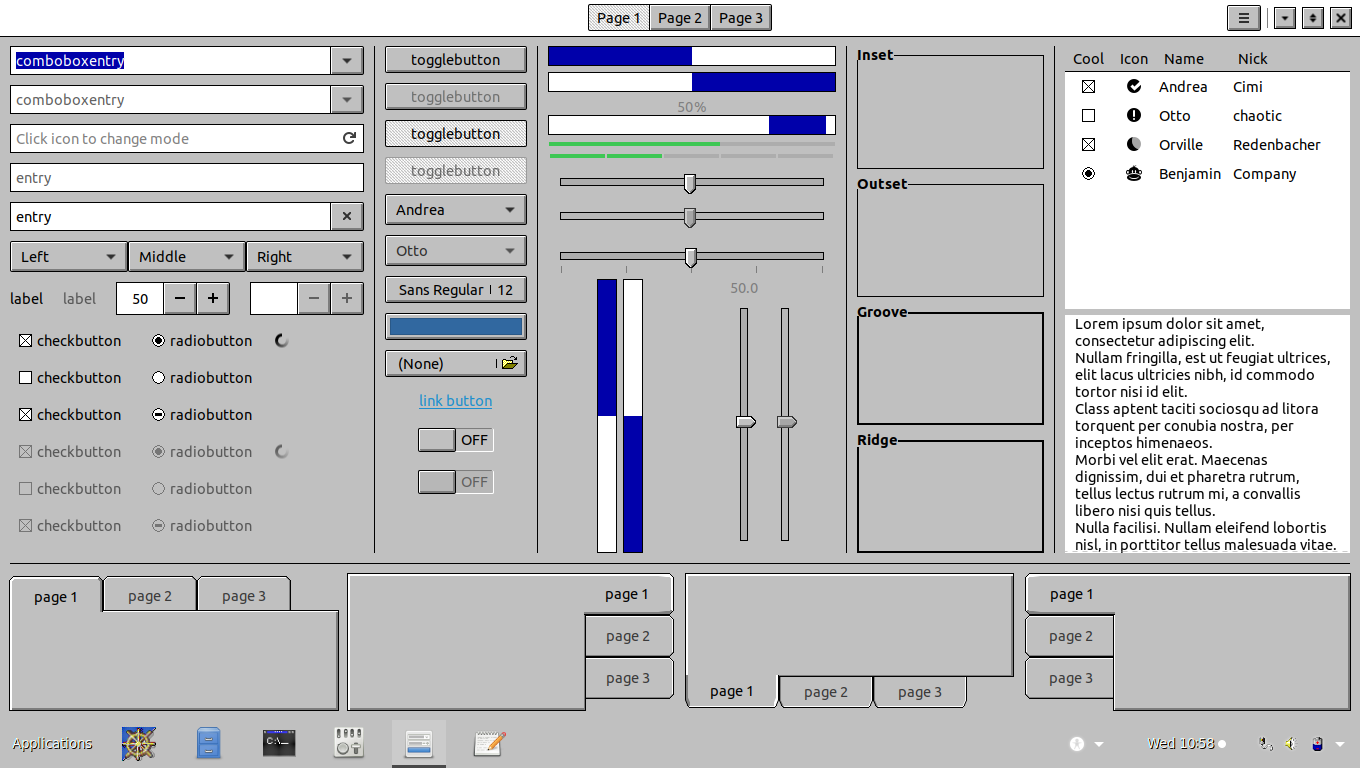 Page 1 Page 2 Page 3
comboboxentry
comboboxentry
Click icon to change mode
entry
entry
Left Middle Right
label label 50
checkbutton radiobutton
checkbutton radiobutton
checkbutton radiobutton
checkbutton radiobutton
checkbutton radiobutton
checkbutton radiobutton
togglebutton
togglebutton
togglebutton
togglebutton
Andrea
Otto
Sans Regular 12
(None)
link button
OFF
OFF
50%
50.0
Inset
Outset
Groove
Ridge
Cool Icon Name Nick
Andrea Cimi
Otto chaotic
Orville Redenbacher
Benjamin Company
Lorem ipsum dolor sit amet,
consectetur adipiscing elit.
Nullam fringilla, est ut feugiat ultrices,
elit lacus ultricies nibh, id commodo
tortor nisi id elit.
Class aptent taciti sociosqu ad litora
torquent per conubia nostra, per
inceptos himenaeos.
Morbi vel elit erat. Maecenas
dignissim, dui et pharetra rutrum,
tellus lectus rutrum mi, a convallis
libero nisi quis tellus.
Nulla facilisi. Nullam eleifend lobortis
nisl, in porttitor tellus malesuada vitae.
page 1 page 2 page 3
page 1
page 2
page 3
page 1 page 2 page 3
page 1
page 2
page 3
Applications
C:\_
Wed 10:58